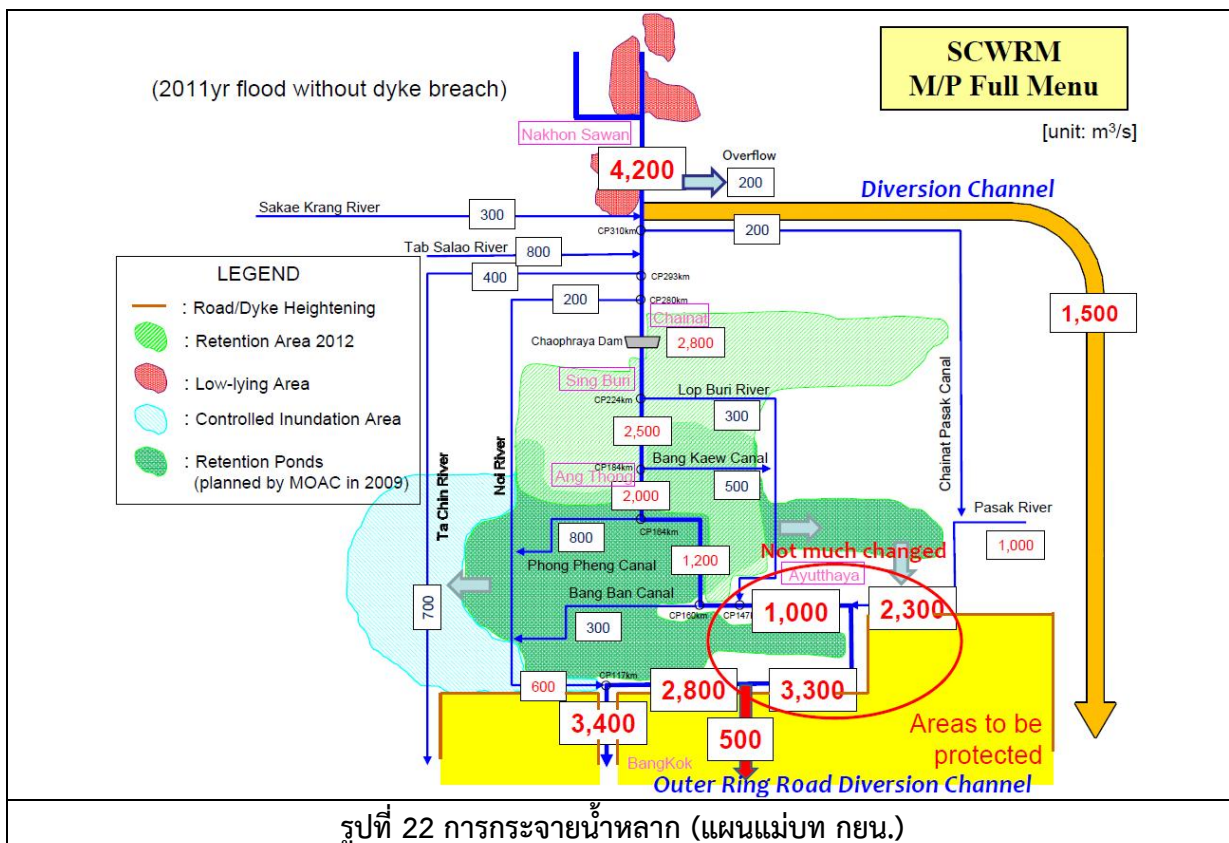 SCWRM
M/P Full Menu
(2011yr flood without dyke breach)
[unit: m³/s]
Nakhon Sawan
4,200
Overflow
200
Diversion Channel
Sakae Krang River
300
CP310km
200
Tab Salao River
800
400
CP293km
200
CP280km
1,500
LEGEND
: Road/Dyke Heightening
: Retention Area 2012
: Low-lying Area
: Controlled Inundation Area
: Retention Ponds
(planned by MOAC in 2009)
Chainat
Chaophraya Dam
2,800
Sing Buri
CP224km
Lop Buri River
300
2,500
CP184km
Bang Kaew Canal
500
Ang Thong
2,000
CP164km
Ta Chin River
Noi River
Chainat Pasak Canal
Pasak River
1,000
800
Phong Pheng Canal
1,200
Not much changed
Ayutthaya
Bang Ban Canal
300
CP160km
1,000
2,300
700
600
CP117km
2,800
3,300
3,400
500
Areas to be
protected
BangKok
Outer Ring Road Diversion Channel
รูปที่ 22 การกระจายน้ำหลาก (แผนแม่บท กยน.)